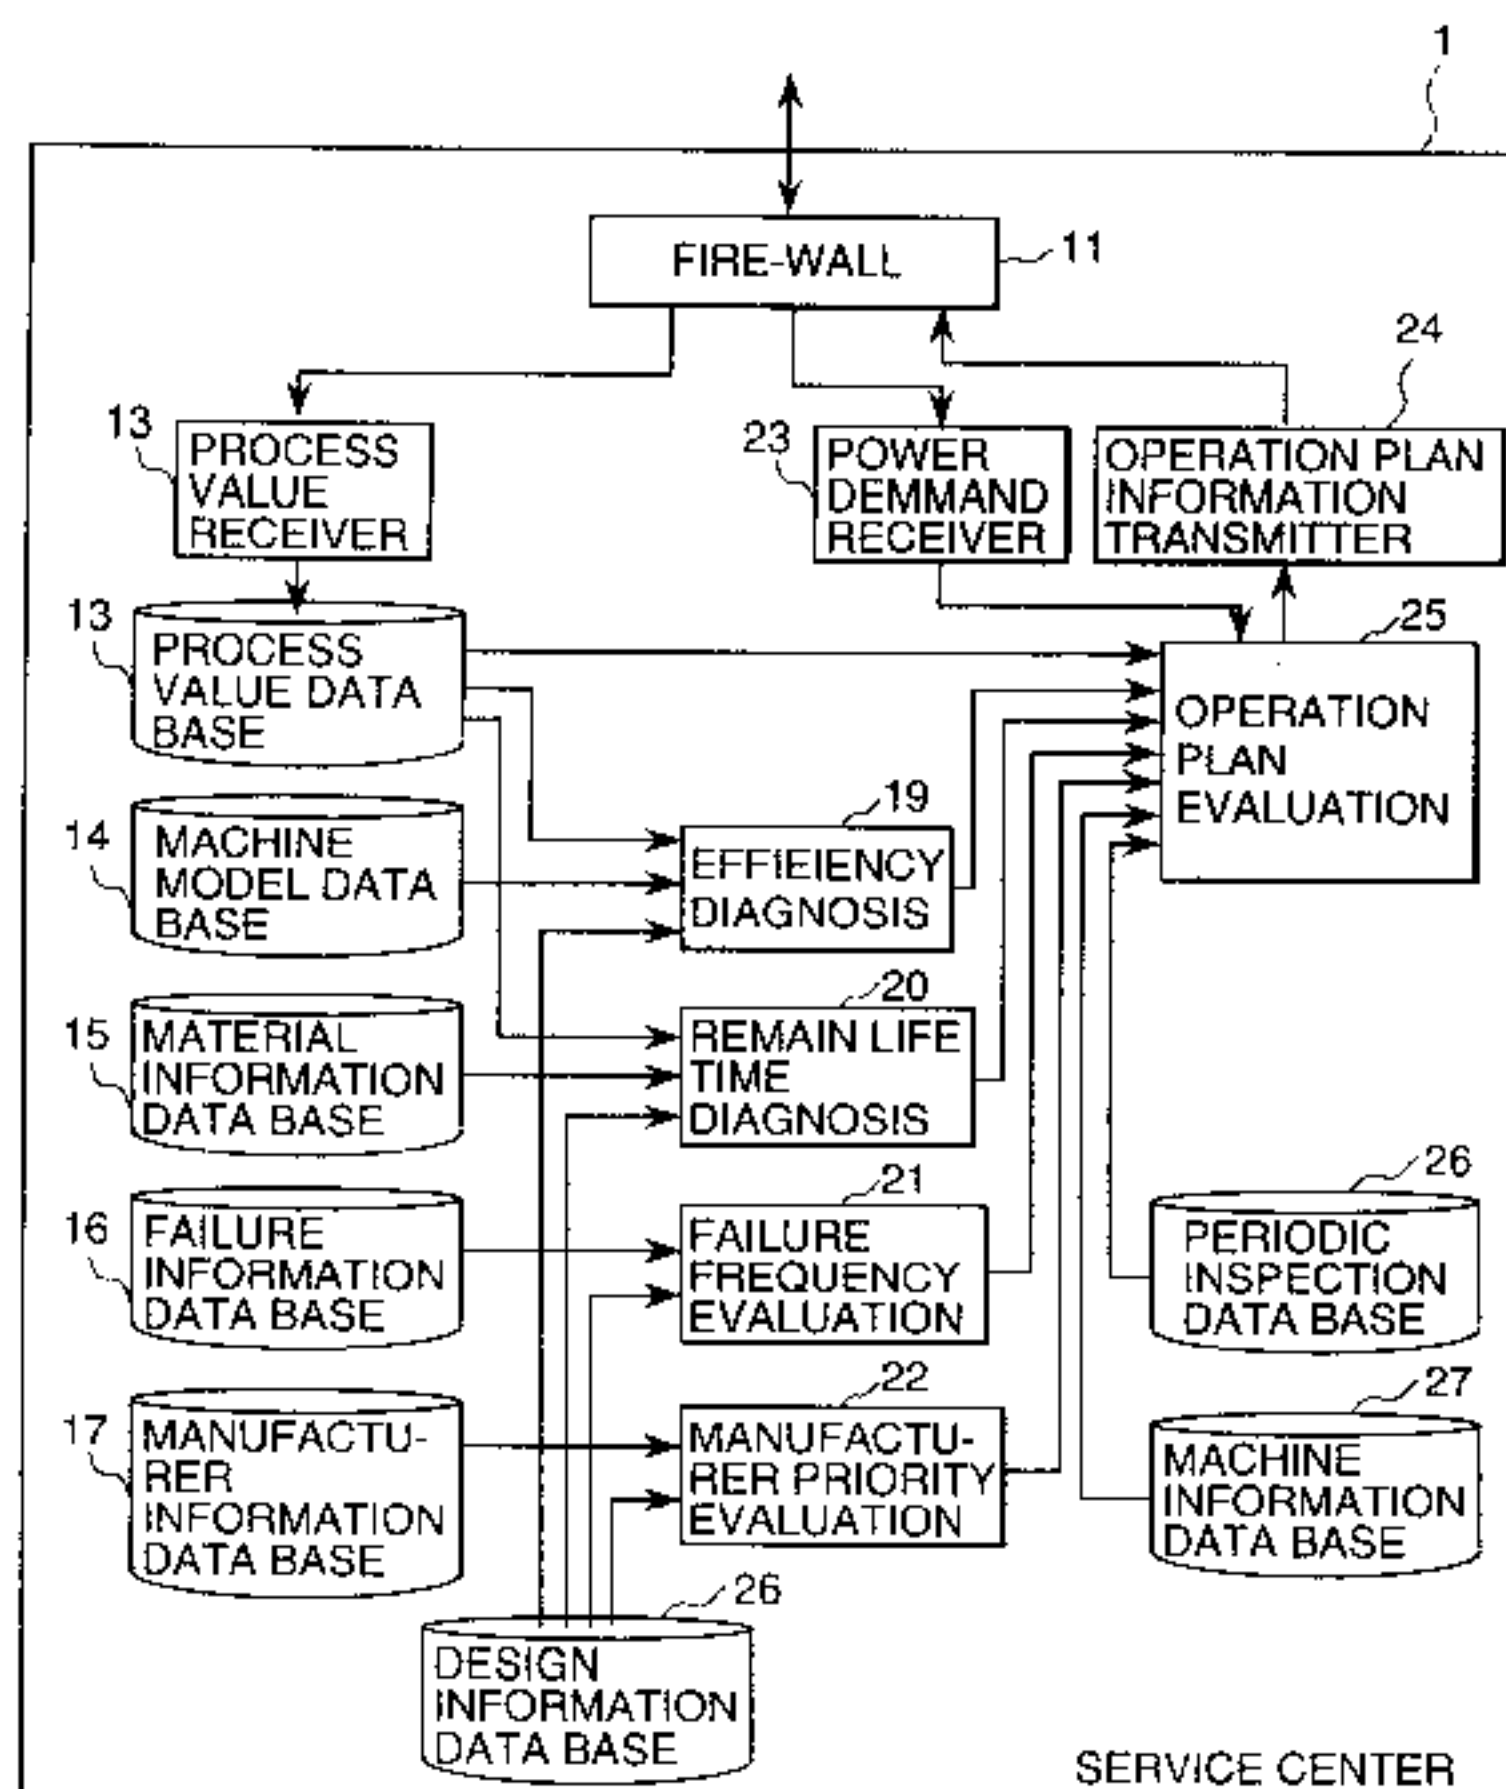 1
FIRE-WALL
11
24
13
PROCESS
VALUE
RECEIVER
23
POWER
DEMMAND
RECEIVER
OPERATION PLAN
INFORMATION
TRANSMITTER
13
PROCESS
VALUE DATA
BASE
25
OPERATION
PLAN
EVALUATION
14
MACHINE
MODEL DATA
BASE
19
EFFIEIENCY
DIAGNOSIS
15
MATERIAL
INFORMATION
DATA BASE
20
REMAIN LIFE
TIME
DIAGNOSIS
16
FAILURE
INFORMATION
DATA BASE
21
FAILURE
FREQUENCY
EVALUATION
26
PERIODIC
INSPECTION
DATA BASE
17
MANUFACTU-
RER
INFORMATION
DATA BASE
22
MANUFACTU-
RER PRIORITY
EVALUATION
27
MACHINE
INFORMATION
DATA BASE
26
DESIGN
INFORMATION
DATA BASE
SERVICE CENTER